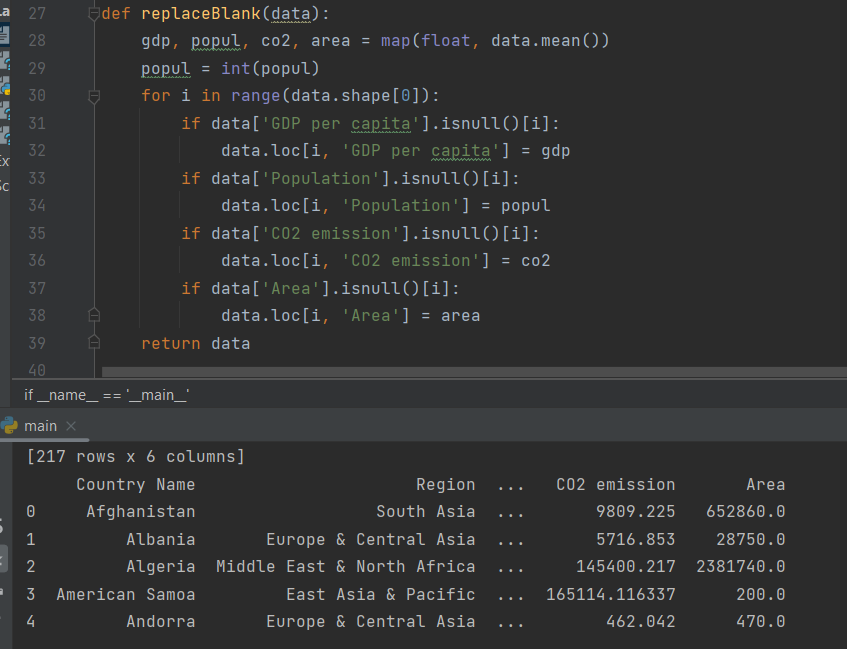 La
27 def replaceBlank(data):
28 gdp, popul, co2, area = map(float, data.mean())
29 popul = int(popul)
30 for i in range(data.shape[0]):
31 if data['GDP per capita'].isnull()[i]:
32 data.loc[i, 'GDP per capita'] = gdp
33 if data['Population'].isnull()[i]:
34 data.loc[i, 'Population'] = popul
35 if data['CO2 emission'].isnull()[i]:
36 data.loc[i, 'CO2 emission'] = co2
37 if data['Area'].isnull()[i]:
38 data.loc[i, 'Area'] = area
39 return data
40
Ex
Sc
if __name__ == '__main__'
main
[217 rows x 6 columns]
Country Name Region ... CO2 emission Area
0 Afghanistan South Asia ... 9809.225 652860.0
1 Albania Europe & Central Asia ... 5716.853 28750.0
2 Algeria Middle East & North Africa ... 145400.217 2381740.0
3 American Samoa East Asia & Pacific ... 165114.116337 200.0
4 Andorra Europe & Central Asia ... 462.042 470.0